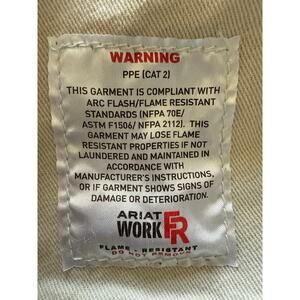 WARNING
PPE (CAT 2)
THIS GARMENT IS COMPLIANT WITH
ARC FLASH/FLAME RESISTANT
STANDARDS (NFPA 70E/
ASTM F1506/ NFPA 2112). THIS
GARMENT MAY LOSE FLAME
RESISTANT PROPERTIES IF NOT
LAUNDERED AND MAINTAINED IN
ACCORDANCE WITH
MANUFACTURER'S INSTRUCTIONS,
OR IF GARMENT SHOWS SIGNS OF
DAMAGE OR DETERIORATION.
ARIAT
WORK FR
FLAME - RESISTANT
DO NOT REMOVE